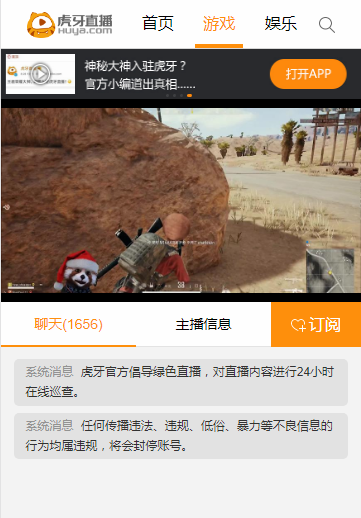 虎牙直播
HUYA.com
首页
游戏
娱乐
神秘大神入驻虎牙？
官方小编道出真相......
打开APP
聊天(1656)
主播信息
订阅
系统消息 虎牙官方倡导绿色直播，对直播内容进行24小时
在线巡查。
系统消息 任何传播违法、违规、低俗、暴力等不良信息的
行为均属违规，将会封停账号。